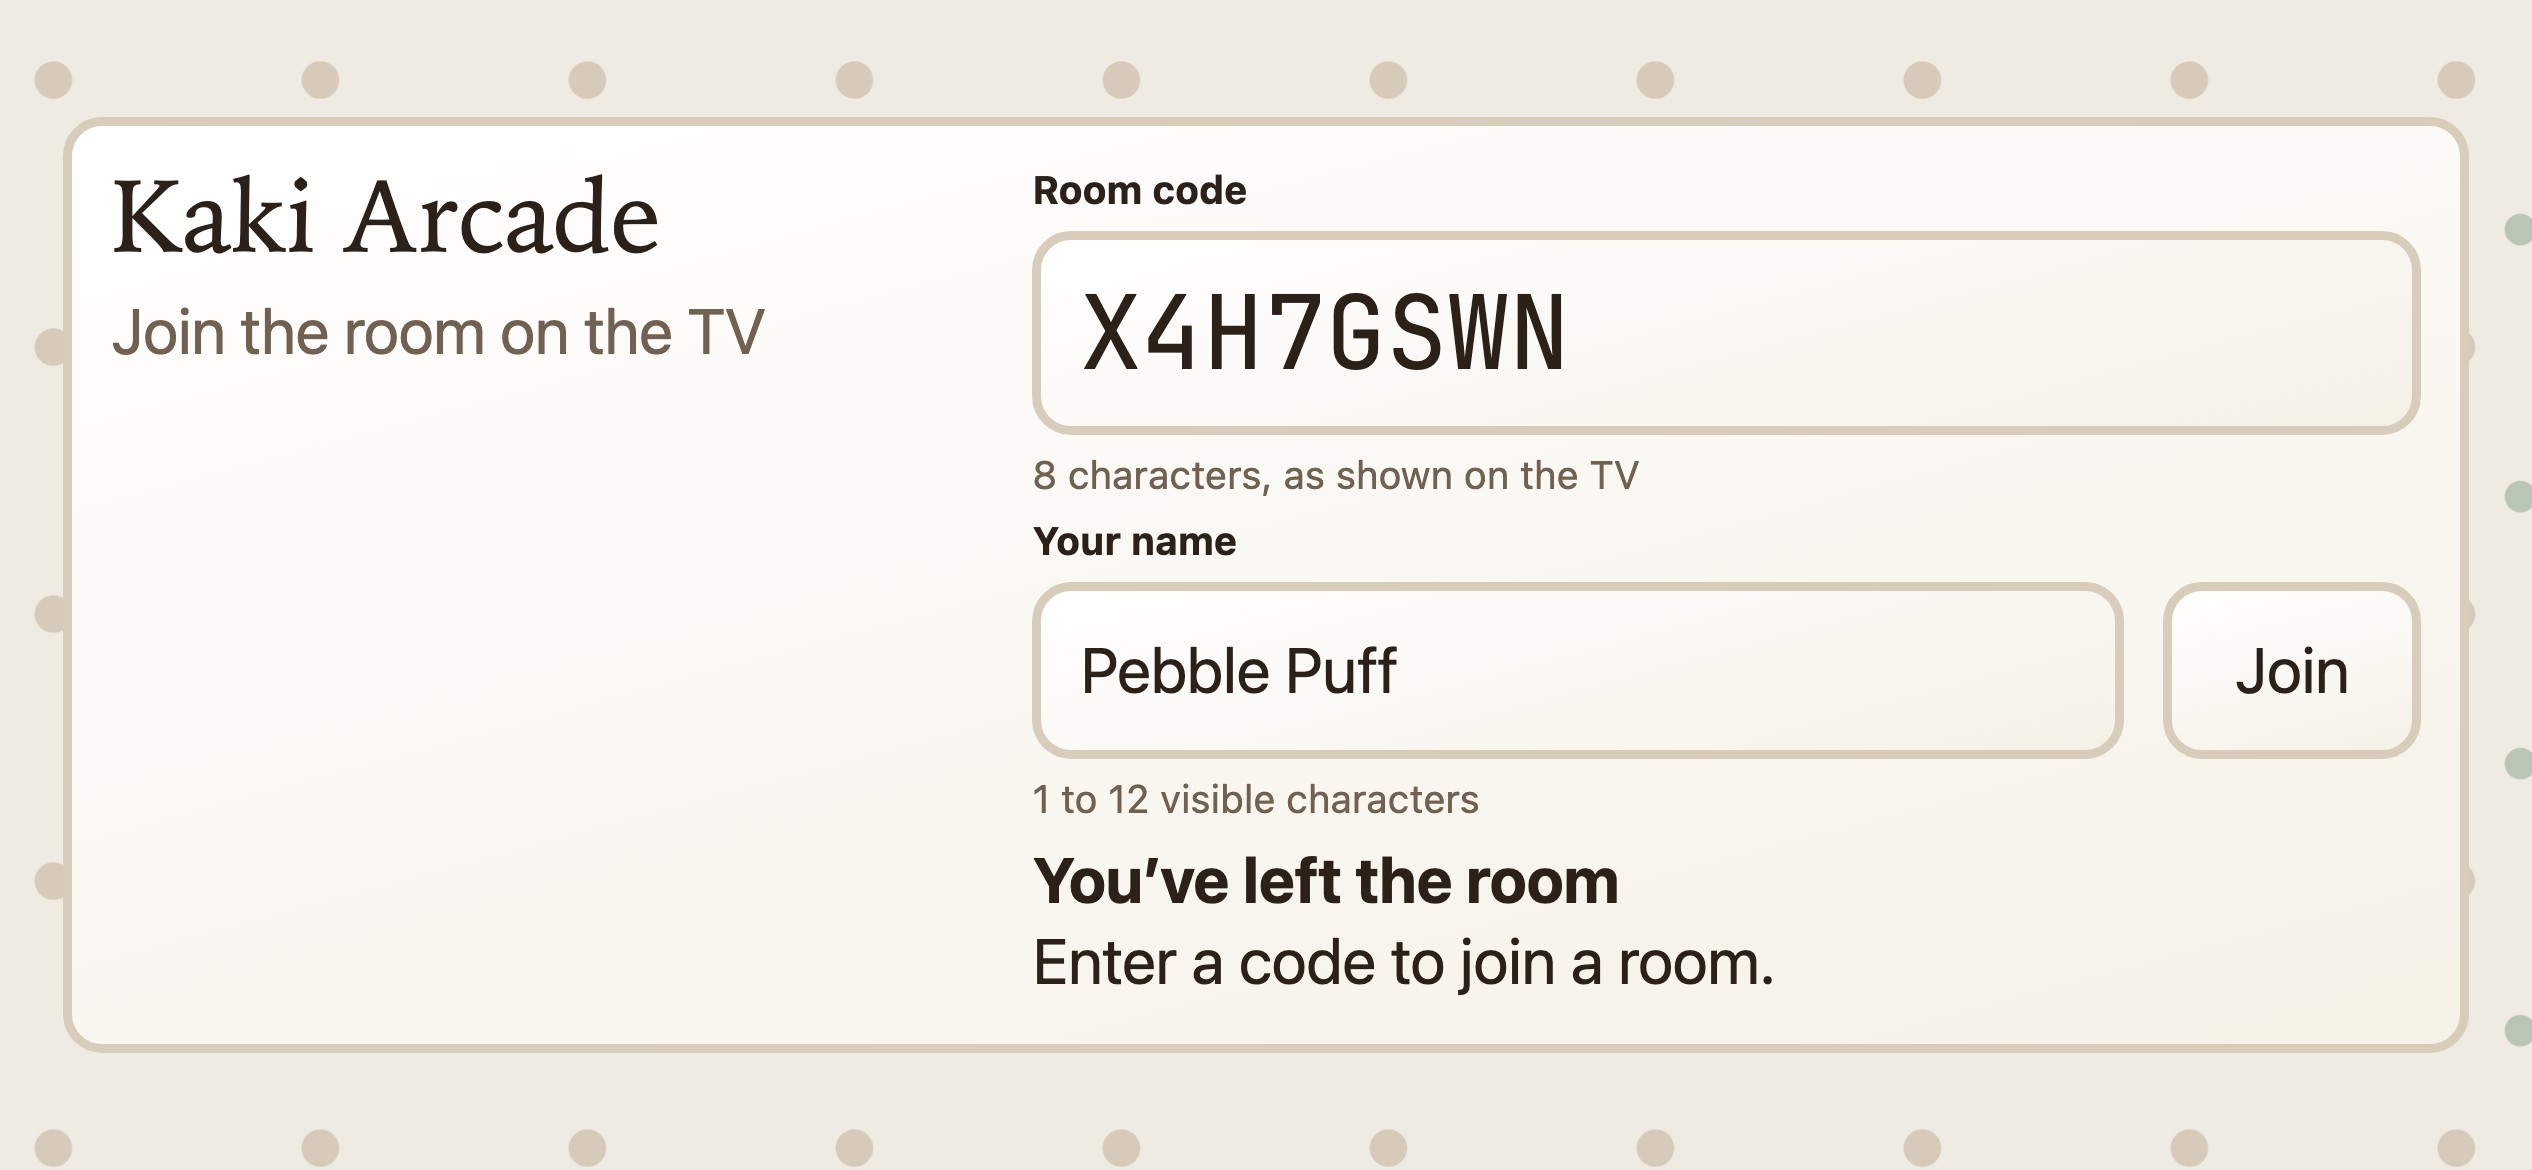 Kaki Arcade
Join the room on the TV
Room code
X4H7GSWN
8 characters, as shown on the TV
Your name
Pebble Puff
Join
1 to 12 visible characters
You’ve left the room
Enter a code to join a room.